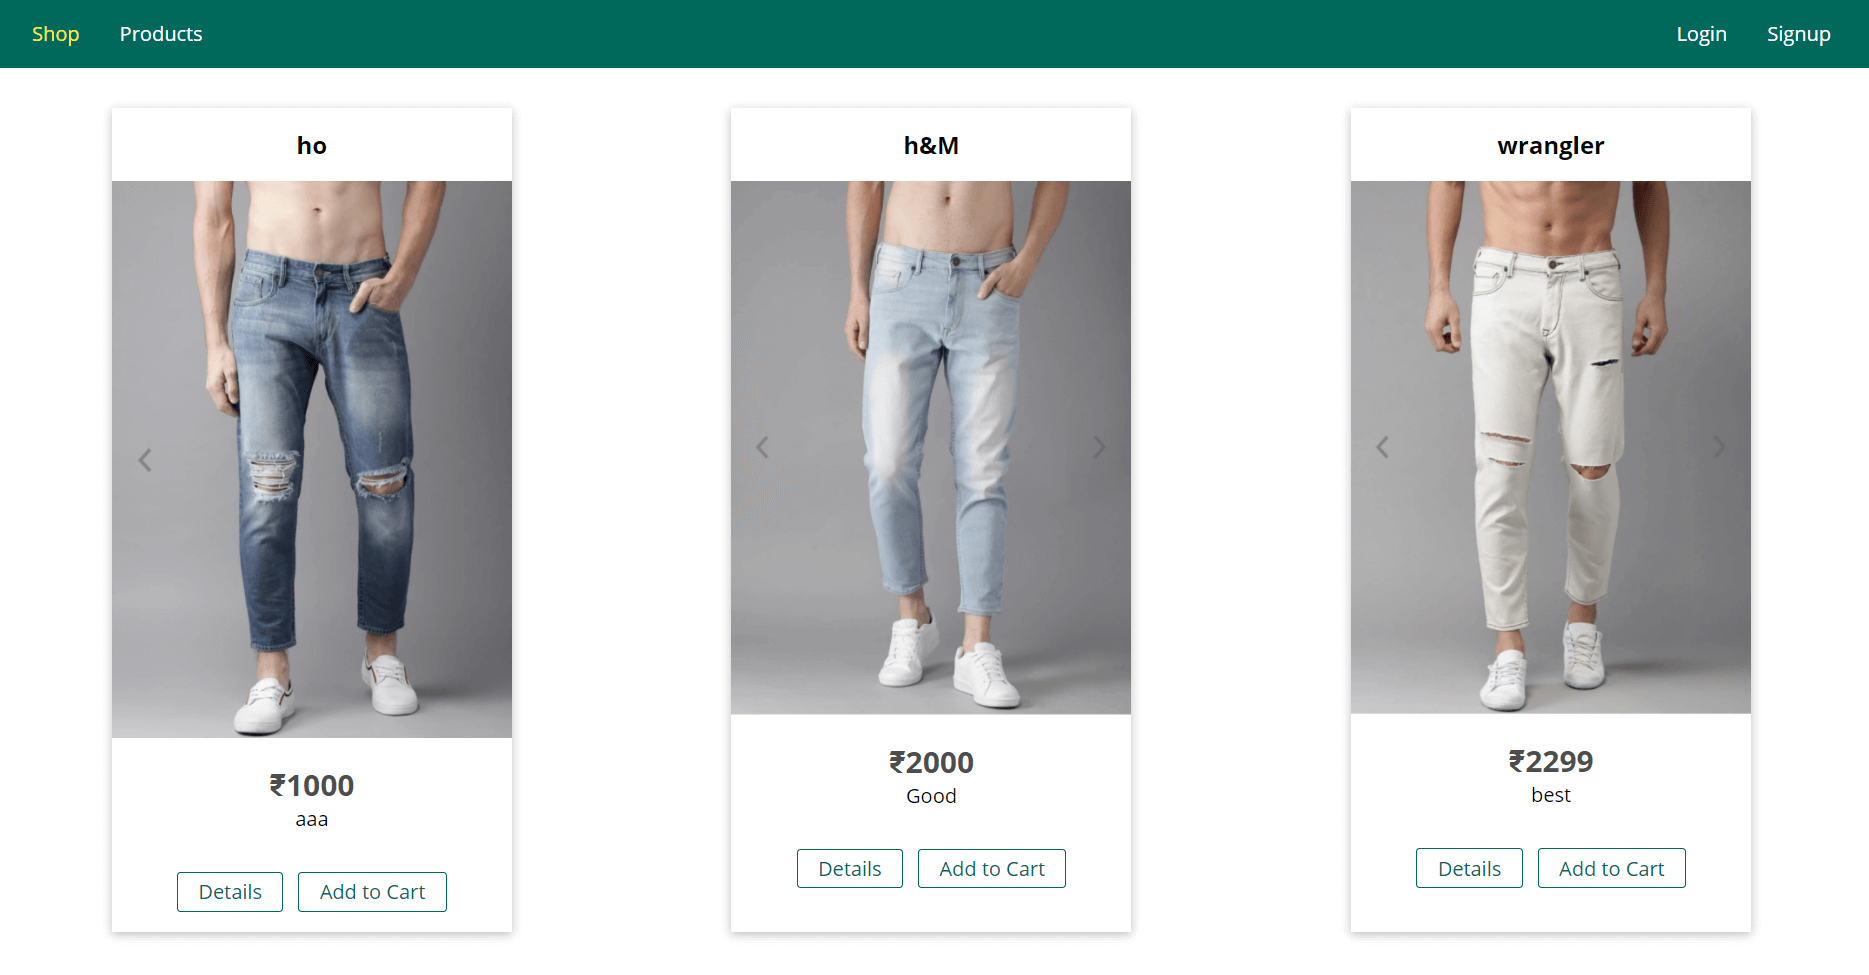 Shop Products Login Signup
ho
₹1000
aaa
Details Add to Cart
h&M
₹2000
Good
Details Add to Cart
wrangler
₹2299
best
Details Add to Cart